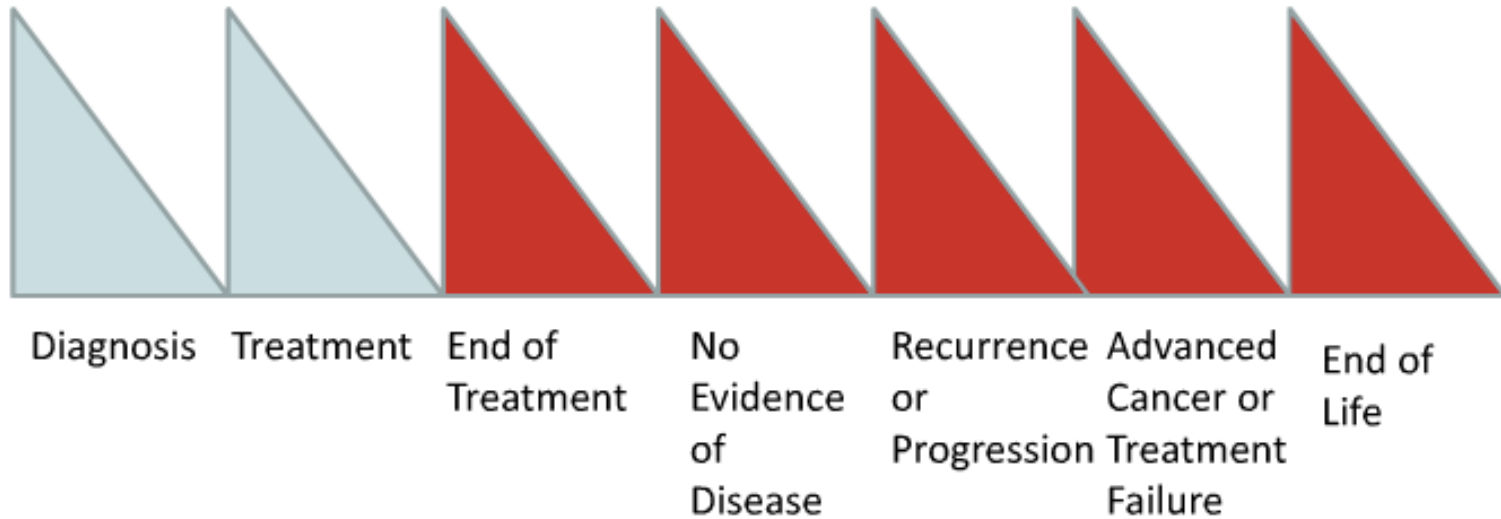 Diagnosis
Treatment
End of
Treatment
No
Evidence
of
Disease
Recurrence
or
Progression
Advanced
Cancer or
Treatment
Failure
End of
Life